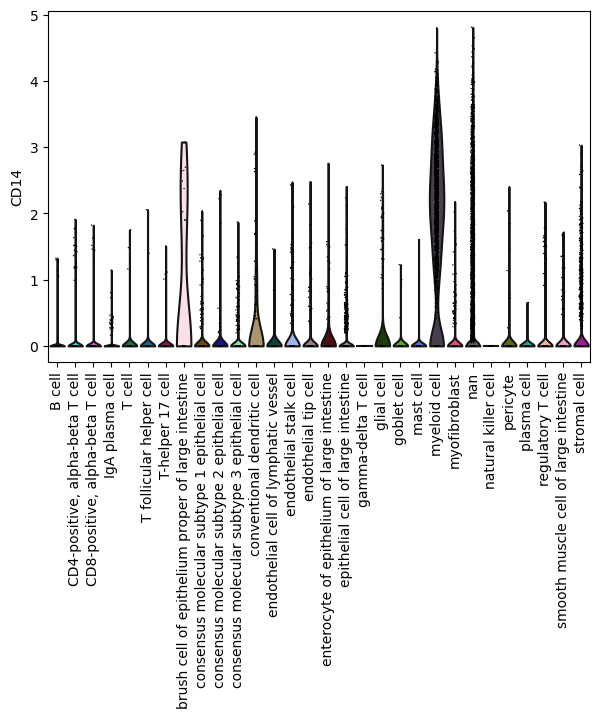 5
4
3
2
1
0
CD14
B cell
CD4-positive, alpha-beta T cell
CD8-positive, alpha-beta T cell
IgA plasma cell
T cell
T follicular helper cell
T-helper 17 cell
brush cell of epithelium proper of large intestine
consensus molecular subtype 1 epithelial cell
consensus molecular subtype 2 epithelial cell
consensus molecular subtype 3 epithelial cell
conventional dendritic cell
endothelial cell of lymphatic vessel
endothelial stalk cell
endothelial tip cell
enterocyte of epithelium of large intestine
epithelial cell of large intestine
gamma-delta T cell
glial cell
goblet cell
mast cell
myeloid cell
myofibroblast
nan
natural killer cell
pericyte
plasma cell
regulatory T cell
smooth muscle cell of large intestine
stromal cell